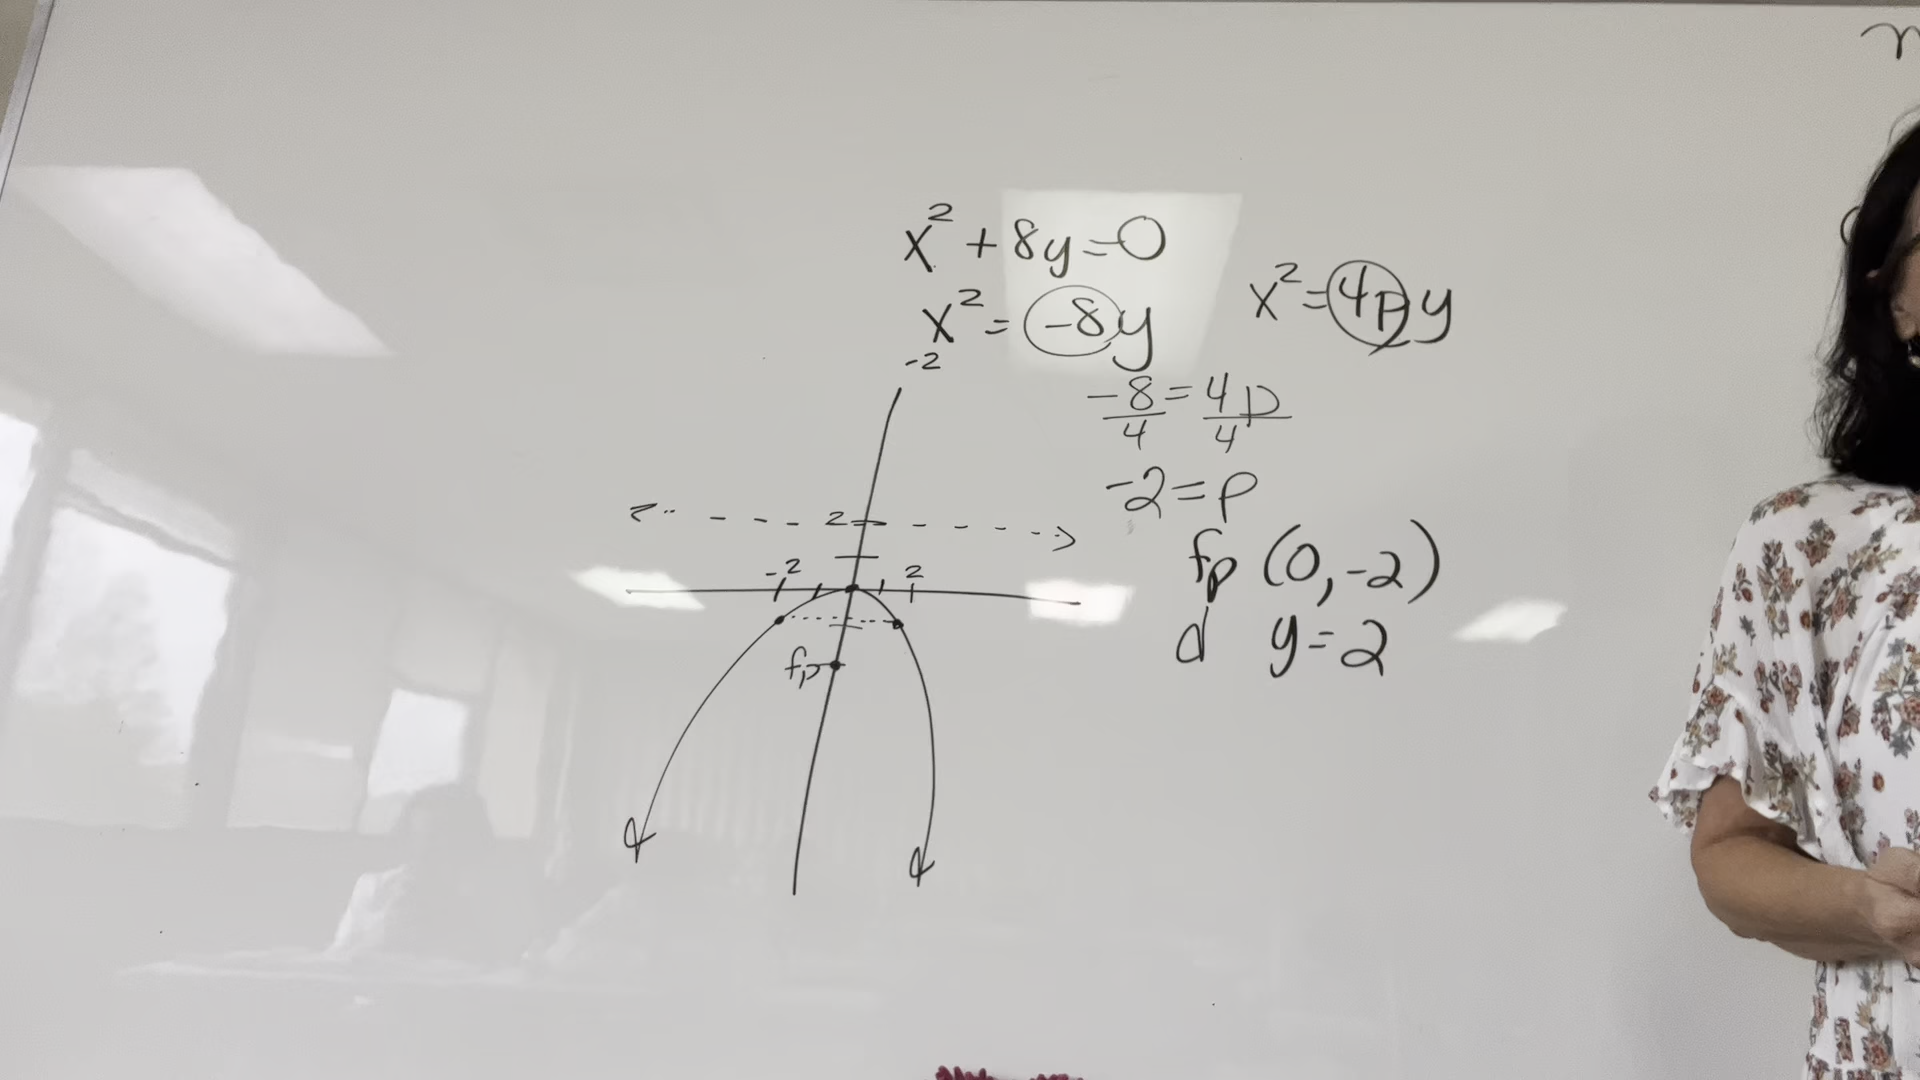 x² + 8y = 0
x² = -8y
x² = 4py
-2
-8/4 = 4p/4
-2 = p
2
-2
2
fp (0, -2)
d y = 2
fp